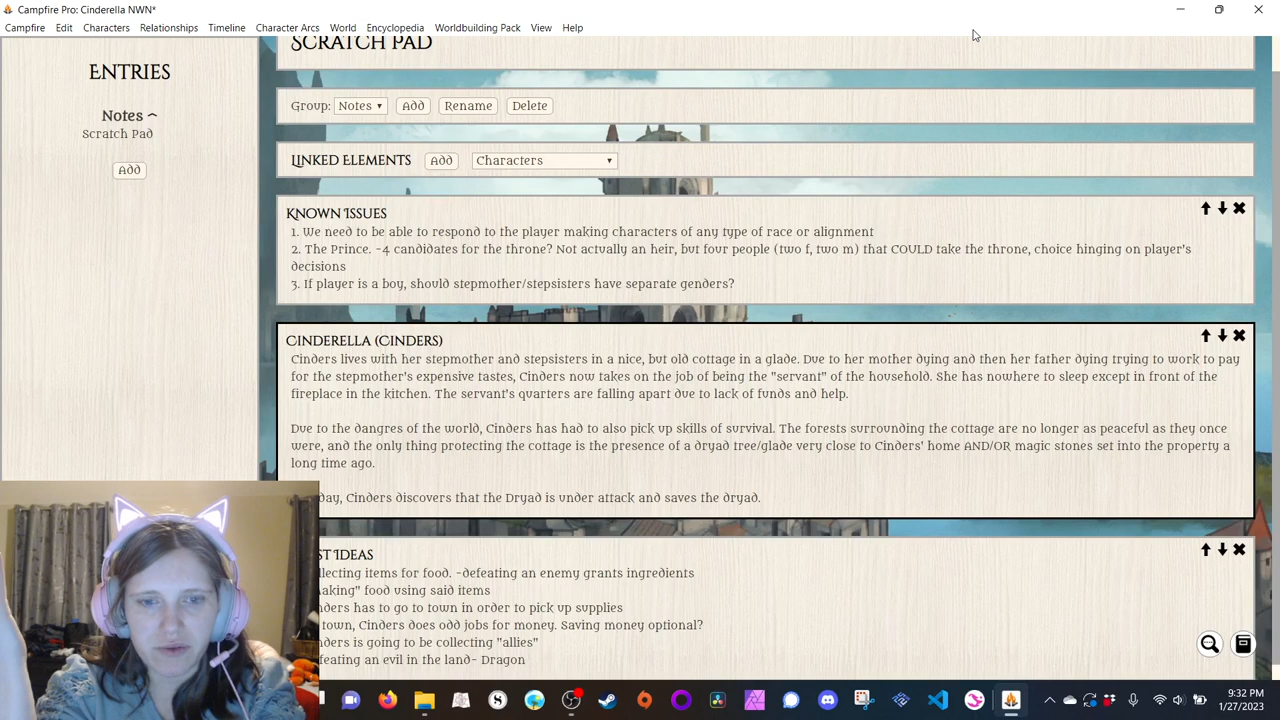 Campfire Pro: Cinderella NWN*
Campfire Edit Characters Relationships Timeline Character Arcs World Encyclopedia Worldbuilding Pack View Help
Scratch Pad
Entries
Notes
Scratch Pad
Add
Group: Notes Add Rename Delete
Linked Elements Add Characters
Known Issues
1. We need to be able to respond to the player making characters of any type of race or alignment
2. The Prince. -4 candidates for the throne? Not actually an heir, but four people (two f, two m) that COULD take the throne, choice hinging on player's
decisions
3. If player is a boy, should stepmother/stepsisters have separate genders?
Cinderella (Cinders)
Cinders lives with her stepmother and stepsisters in a nice, but old cottage in a glade. Due to her mother dying and then her father dying trying to work to pay
for the stepmother's expensive tastes, Cinders now takes on the job of being the "servant" of the household. She has nowhere to sleep except in front of the
fireplace in the kitchen. The servant's quarters are falling apart due to lack of funds and help.
Due to the dangres of the world, Cinders has had to also pick up skills of survival. The forests surrounding the cottage are no longer as peaceful as they once
were, and the only thing protecting the cottage is the presence of a dryad tree/glade very close to Cinders' home AND/OR magic stones set into the property a
long time ago.
day, Cinders discovers that the Dryad is under attack and saves the dryad.
st Ideas
llecting items for food. -defeating an enemy grants ingredients
aking" food using said items
nders has to go to town in order to pick up supplies
town, Cinders does odd jobs for money. Saving money optional?
nders is going to be collecting "allies"
feating an evil in the land- Dragon
9:32 PM
1/27/2023